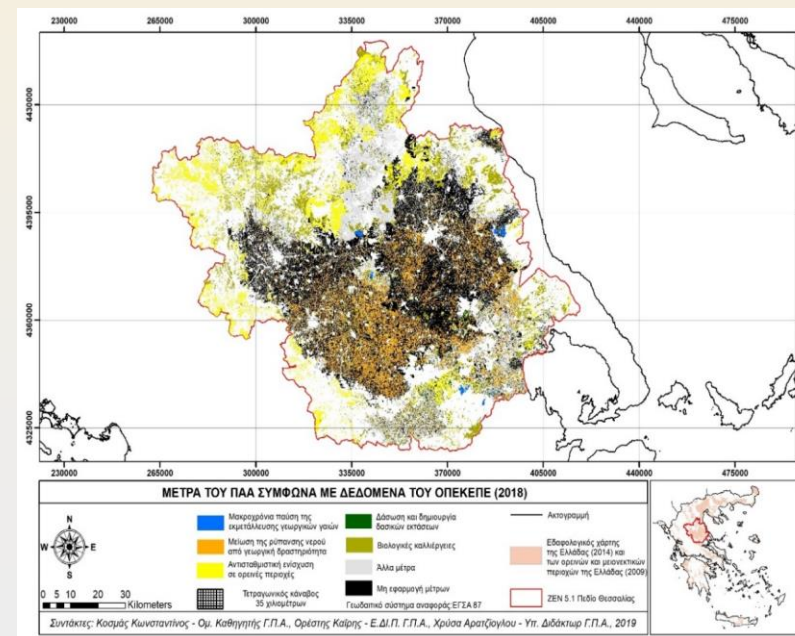 230000 265000 300000 335000 370000 405000 440000 475000
4430000 4430000
4395000 4395000
4360000 4360000
4325000 4325000
230000 265000 300000 335000 370000 405000 440000 475000
ΜΕΤΡΑ ΤΟΥ ΠΑΑ ΣΥΜΦΩΝΑ ΜΕ ΔΕΔΟΜΕΝΑ ΤΟΥ ΟΠΕΚΕΠΕ (2018)
N
W E
S
0 5 10 20 30
Kilometers
Μακροχρόνια παύση της
εκμετάλλευσης γεωργικών γαιών
Μείωση της ρύπανσης νερού
από γεωργική δραστηριότητα
Αντισταθμιστική ενίσχυση
σε ορεινές περιοχές
Τετραγωνικός κάναβος
35 χιλιομέτρων
Δάσωση και δημιουργία
δασικών εκτάσεων
Βιολογικές καλλιέργειες
Άλλα μέτρα
Μη εφαρμογή μέτρων
Γεωδαιτικό σύστημα αναφοράς ΕΓΣΑ 87
Ακτογραμμή
Εδαφολογικός χάρτης
της Ελλάδας (2014) και
των ορεινών και μειονεκτικών
περιοχών της Ελλάδας (2009)
ΖΕΝ 5.1 Πεδίο Θεσσαλίας
Συντάκτες: Κοσμάς Κωνσταντίνος - Ομ. Καθηγητής Γ.Π.Α., Ορέστης Καΐρης - Ε.ΔΙ.Π. Γ.Π.Α., Χρύσα Αρατζίογλου - Υπ. Διδάκτωρ Γ.Π.Α., 2019